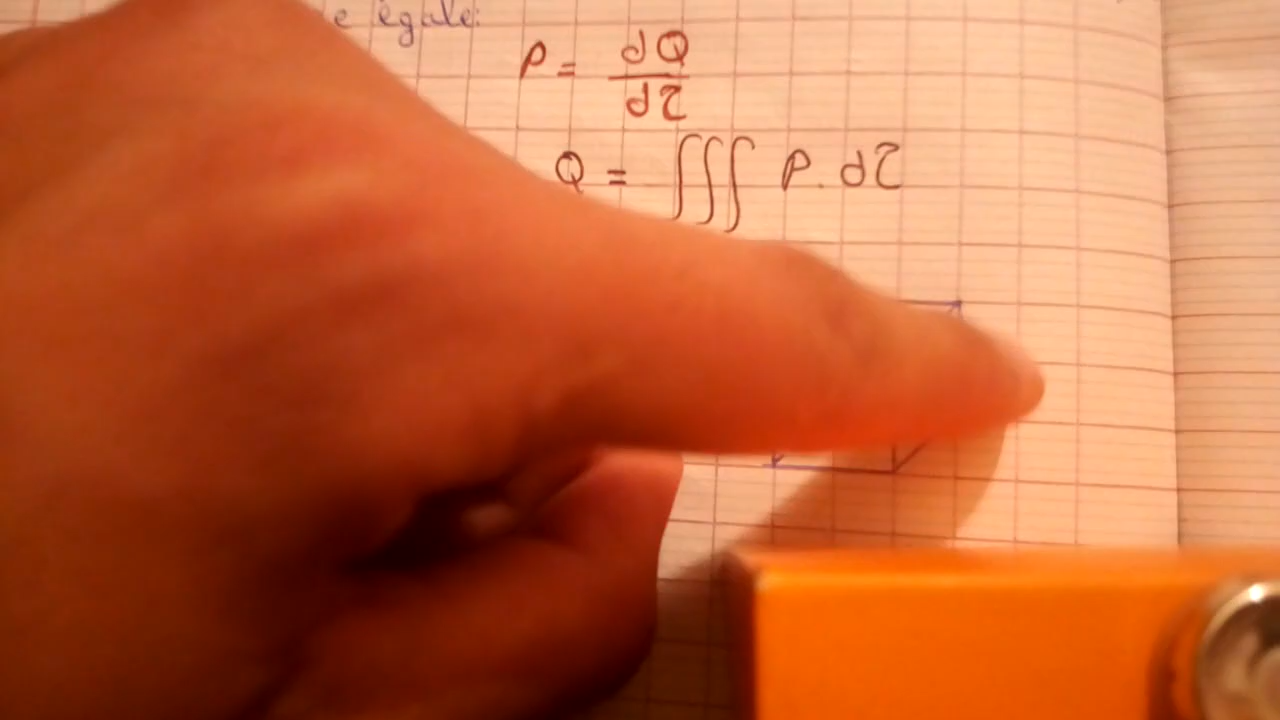 e égale:
ρ = dQ/dτ
Q = ∭ ρ. dτ